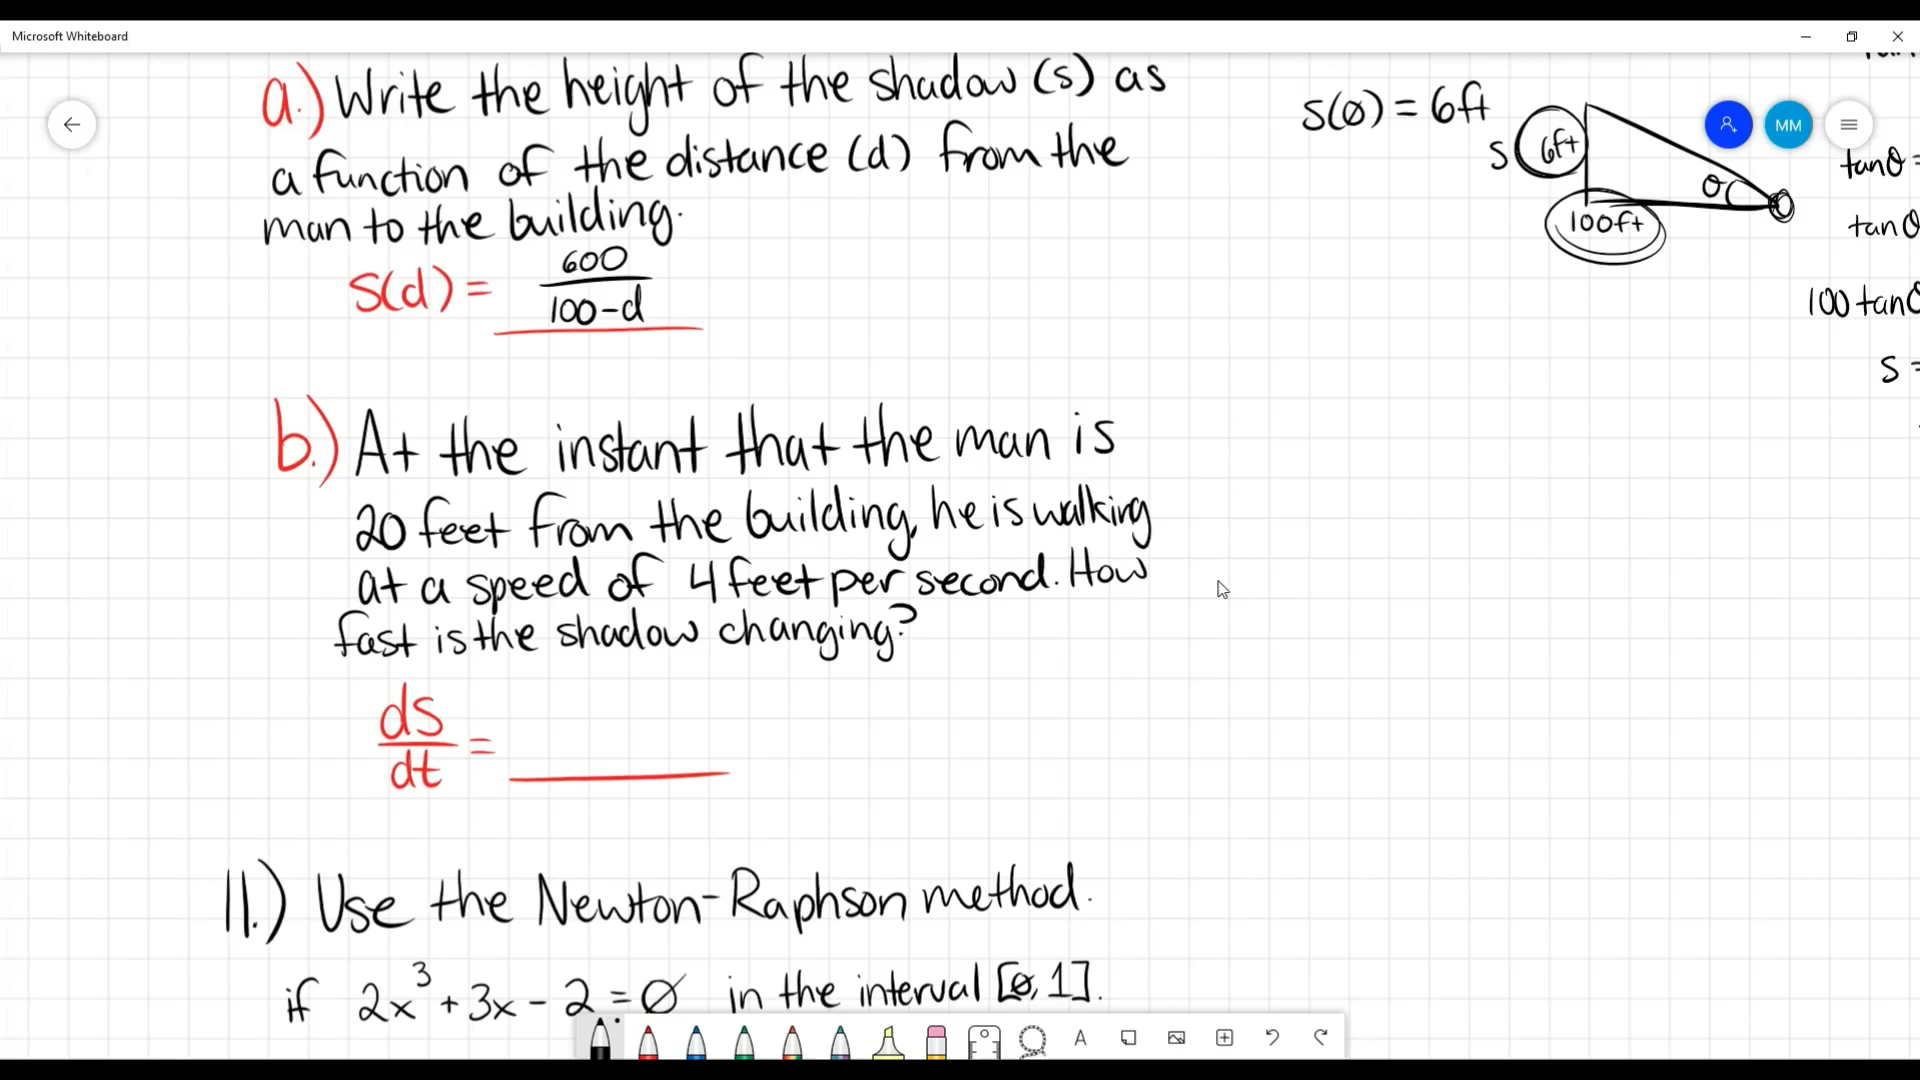 Microsoft Whiteboard
a.) Write the height of the shadow (s) as
a function of the distance (d) from the
man to the building.
S(d) = 600
100-d
b.) At the instant that the man is
20 feet from the building, he is walking
at a speed of 4 feet per second. How
fast is the shadow changing?
ds
dt =
11.) Use the Newton-Raphson method.
if 2x³ + 3x - 2 = 0 in the interval [0, 1].
s(0) = 6ft
s 6ft
θ
100ft
MM
tanθ =
tanθ
100 tanθ
s =
A